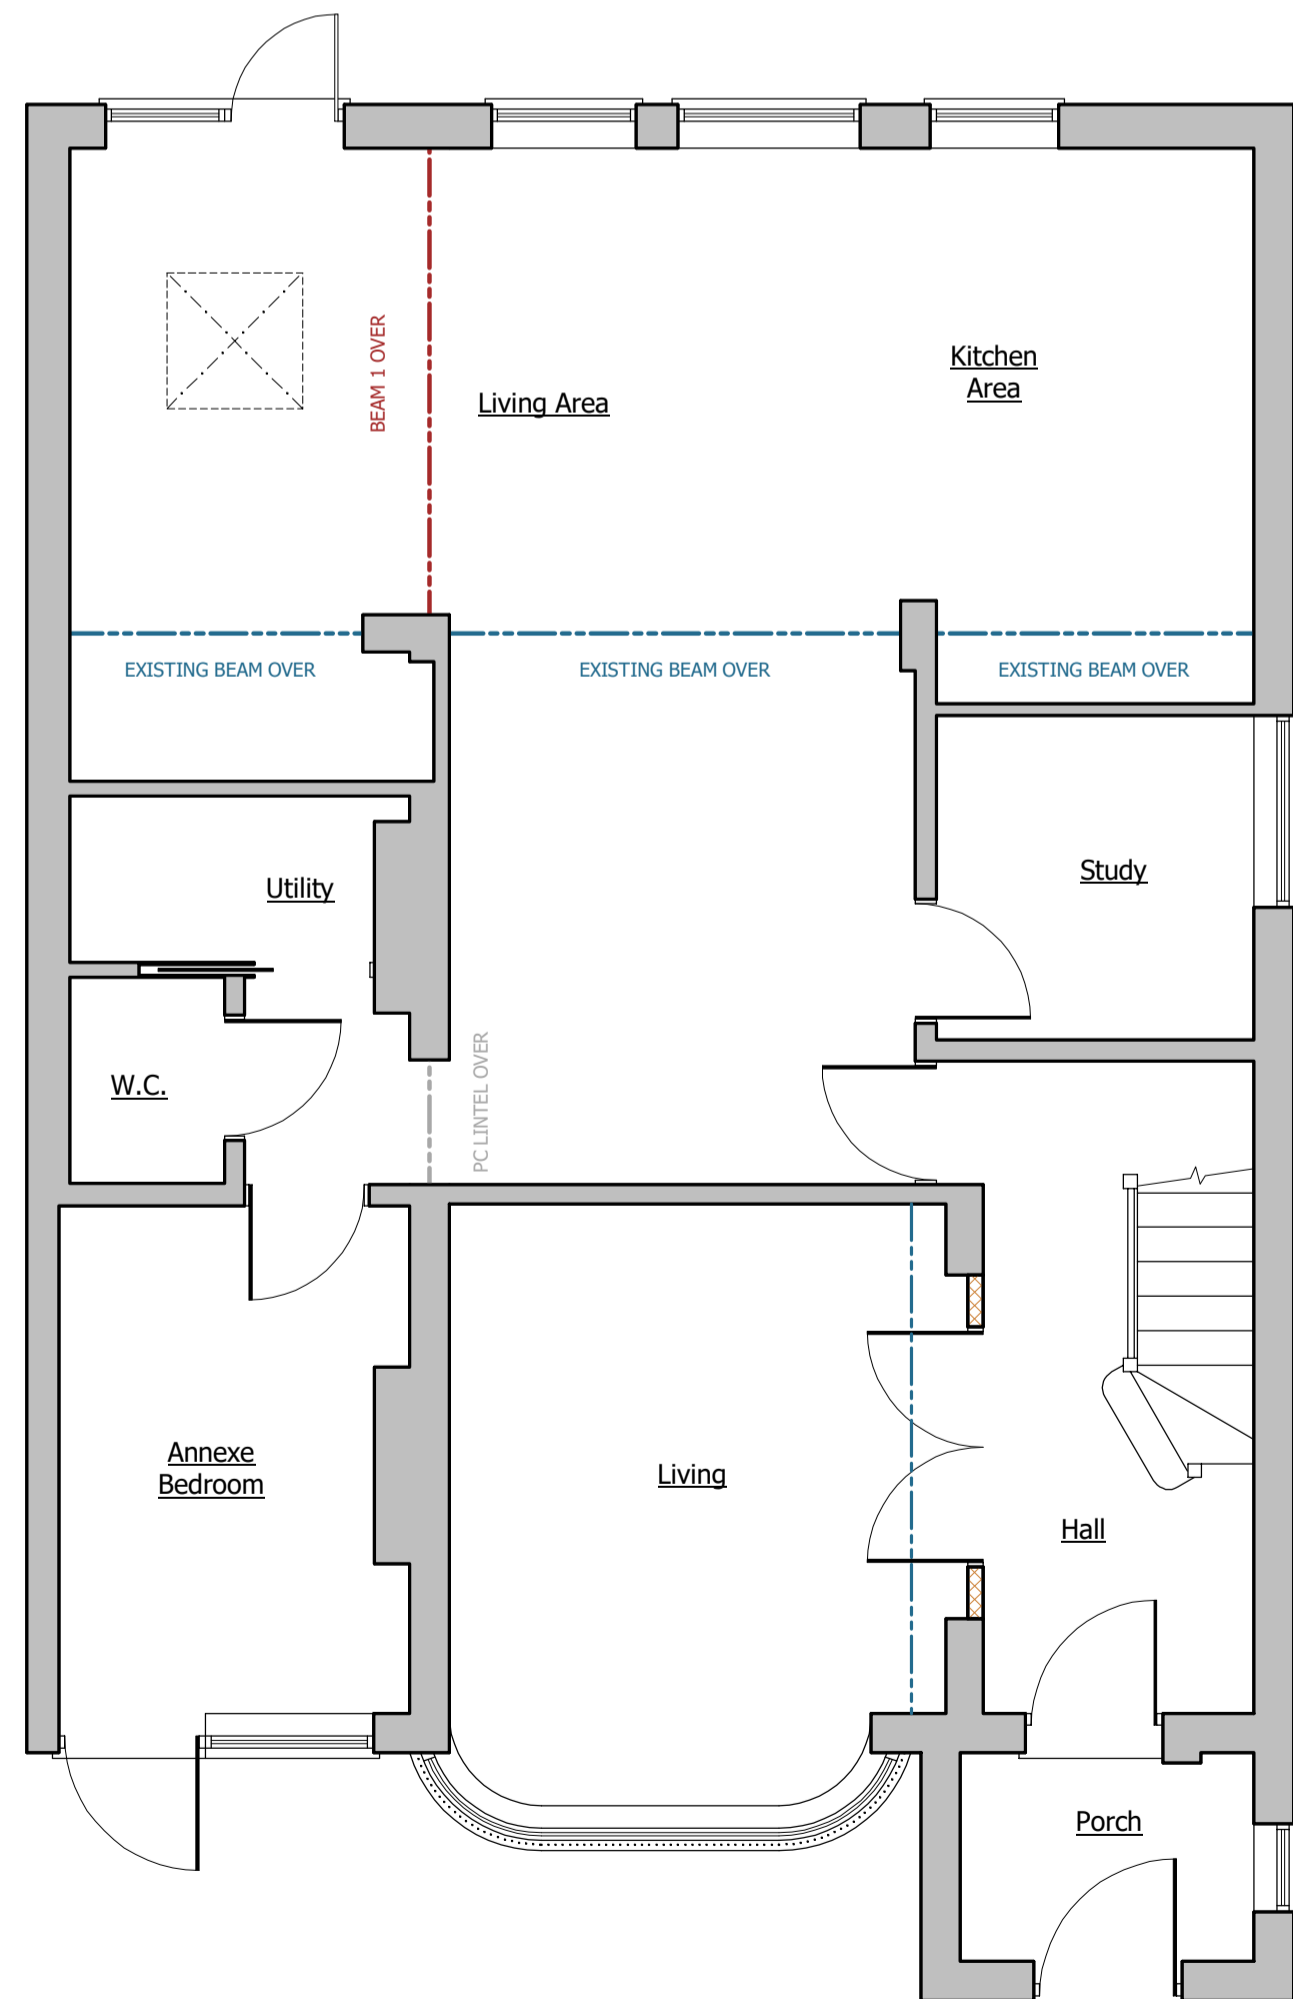 BEAM 1 OVER
Living Area
Kitchen
Area
EXISTING BEAM OVER
EXISTING BEAM OVER
EXISTING BEAM OVER
Utility
Study
W.C.
PC LINTEL OVER
Annexe
Bedroom
Living
Hall
Porch